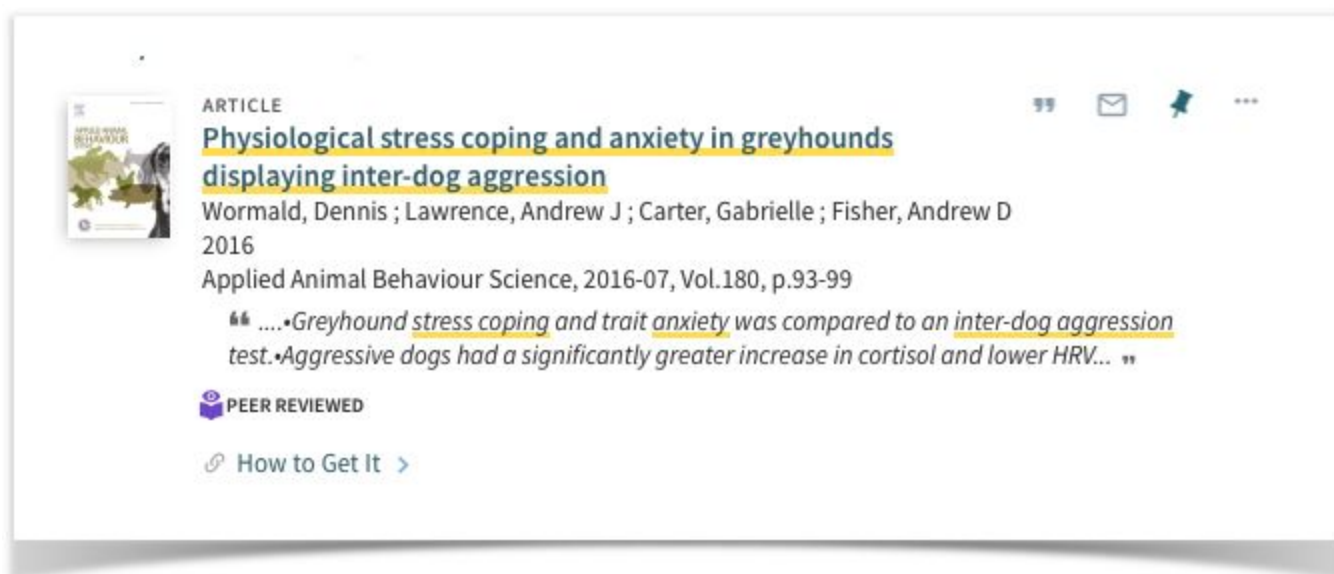 ARTICLE
Physiological stress coping and anxiety in greyhounds
displaying inter-dog aggression
Wormald, Dennis ; Lawrence, Andrew J ; Carter, Gabrielle ; Fisher, Andrew D
2016
Applied Animal Behaviour Science, 2016-07, Vol.180, p.93-99
“ ....•Greyhound stress coping and trait anxiety was compared to an inter-dog aggression
test.•Aggressive dogs had a significantly greater increase in cortisol and lower HRV... ”
PEER REVIEWED
How to Get It
APPLIED ANIMAL
BEHAVIOUR